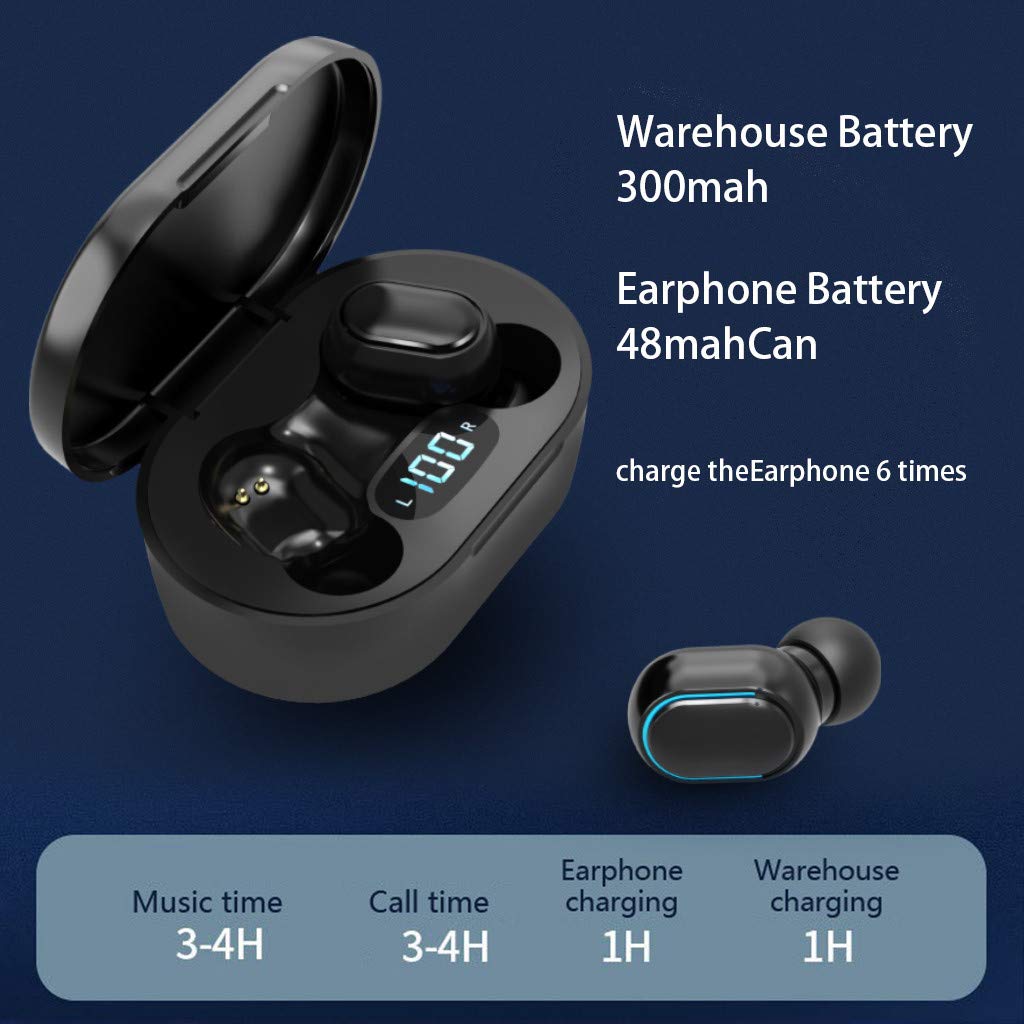 Warehouse Battery
300mah
Earphone Battery
48mahCan
charge theEarphone 6 times
L 100 R
Music time
3-4H
Call time
3-4H
Earphone
charging
1H
Warehouse
charging
1H